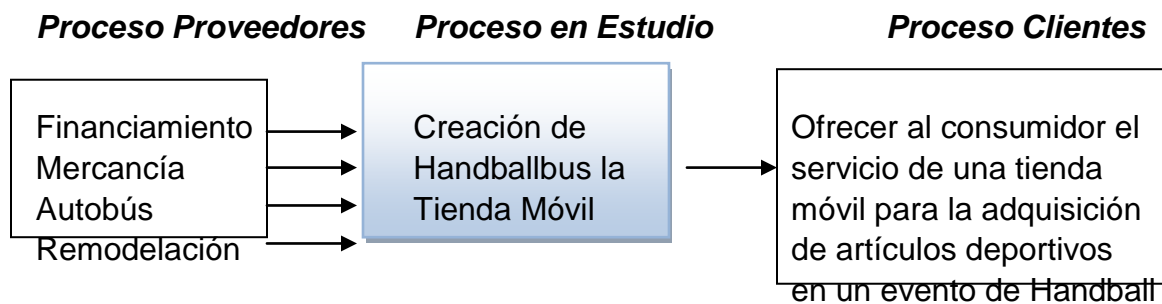 Proceso Proveedores Proceso en Estudio Proceso Clientes
Financiamiento
Mercancía
Autobús
Remodelación
Creación de
Handballbus la
Tienda Móvil
Ofrecer al consumidor el
servicio de una tienda
móvil para la adquisición
de artículos deportivos
en un evento de Handball